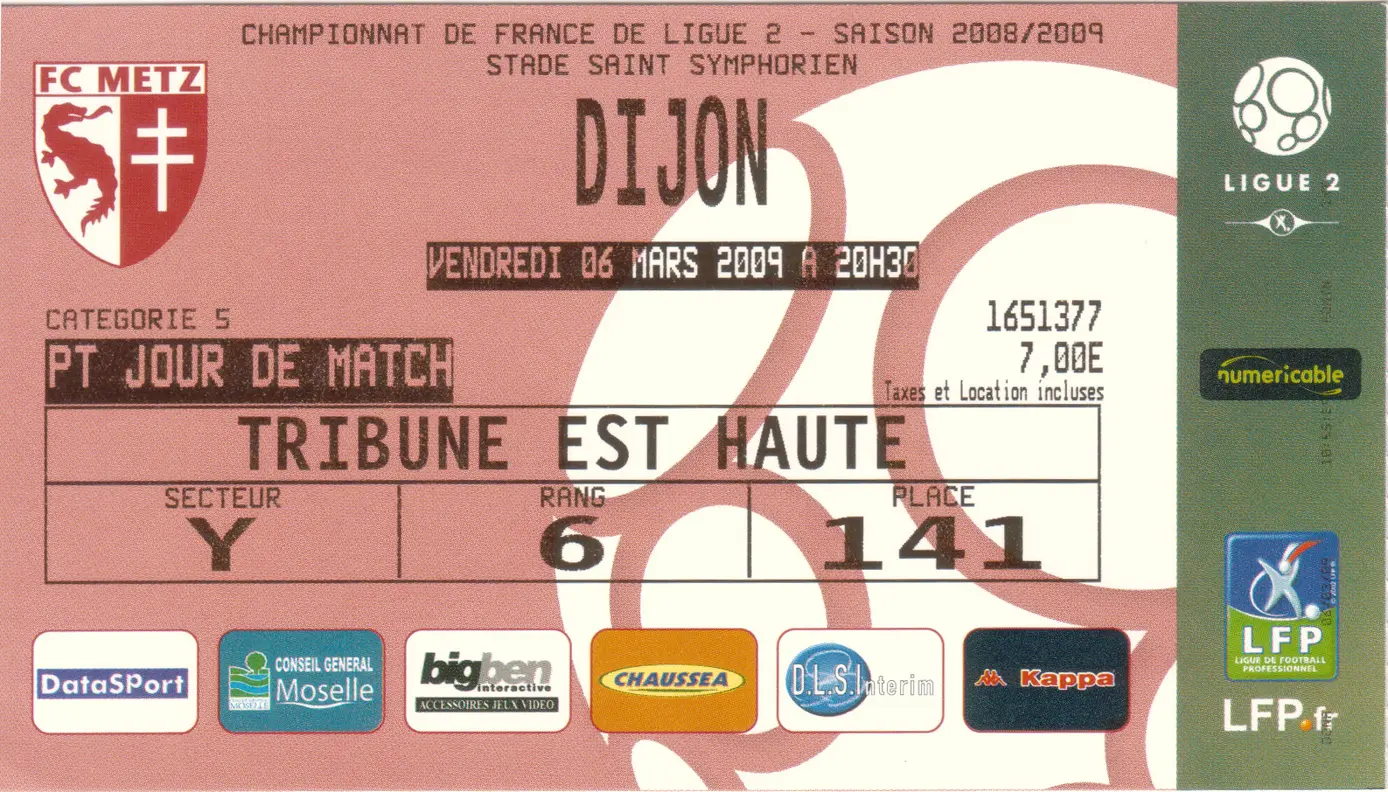 CHAMPIONNAT DE FRANCE DE LIGUE 2 - SAISON 2008/2009
STADE SAINT SYMPHORIEN
FC METZ
DIJON
LIGUE 2
VENDREDI 06 MARS 2009 A 20H30
CATEGORIE 5
1651377
PT JOUR DE MATCH
7,00E
Taxes et Location incluses
numericable
TRIBUNE EST HAUTE
SECTEUR RANG PLACE
Y 6 141
LFP
LIGUE DE FOOTBALL
PROFESSIONNEL
LFP.fr
DataSPort
CONSEIL GENERAL
Moselle
MOSELLE
bigben
interactive
ACCESSOIRES JEUX VIDEO
CHAUSSEA
D.L.S.Interim
Kappa